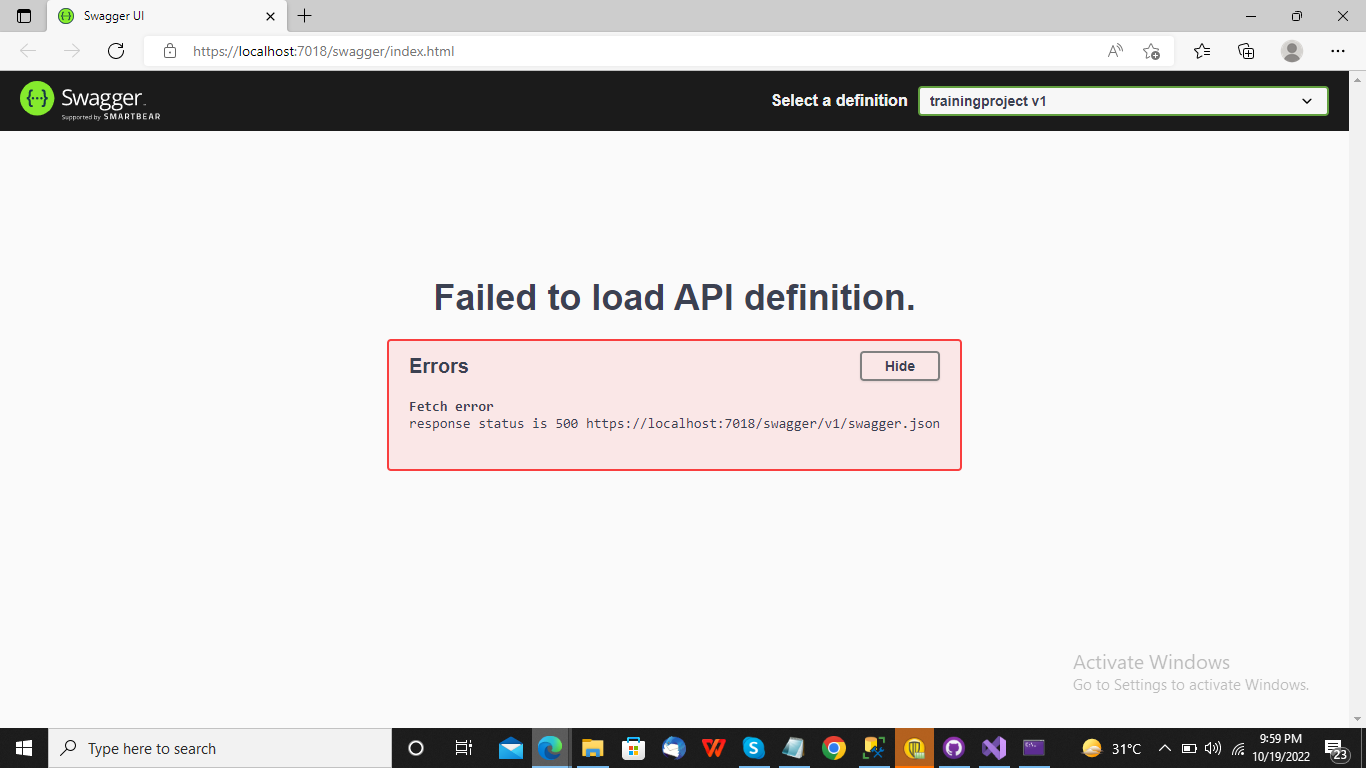 Swagger UI
https://localhost:7018/swagger/index.html
Swagger.
Supported by SMARTBEAR
Select a definition
trainingproject v1
Failed to load API definition.
Errors
Hide
Fetch error
response status is 500 https://localhost:7018/swagger/v1/swagger.json
Activate Windows
Go to Settings to activate Windows.
Type here to search
31°C
9:59 PM
10/19/2022
23